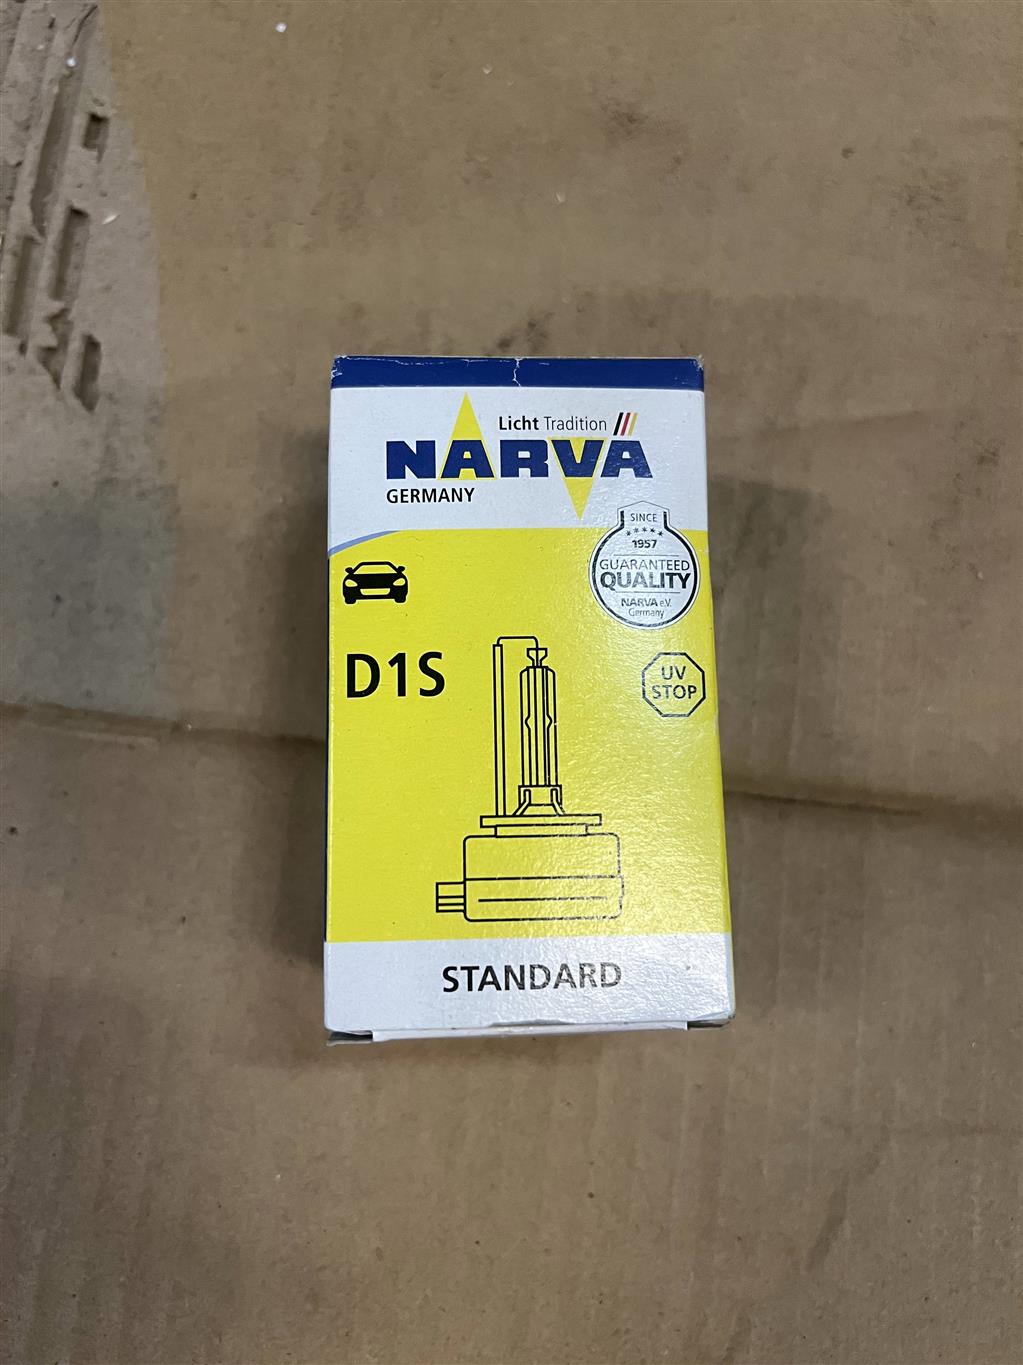 Licht Tradition
NARVA
GERMANY
SINCE
1957
GUARANTEED
QUALITY
NARVA e.V.
Germany
D1S
UV
STOP
STANDARD